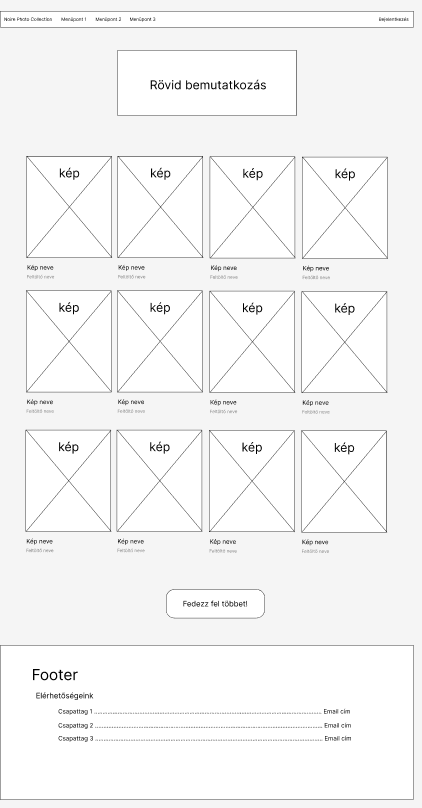 Noire Photo Collection Menüpont 1 Menüpont 2 Menüpont 3 Bejelentkezés
Rövid bemutatkozás
kép kép kép kép
Kép neve Kép neve Kép neve Kép neve
Feltöltő neve Feltöltő neve Feltöltő neve Feltöltő neve
kép kép kép kép
Kép neve Kép neve Kép neve Kép neve
Feltöltő neve Feltöltő neve Feltöltő neve Feltöltő neve
kép kép kép kép
Kép neve Kép neve Kép neve Kép neve
Feltöltő neve Feltöltő neve Feltöltő neve Feltöltő neve
Fedezz fel többet!
Footer
Elérhetőségeink
Csapattag 1 ........................................ Email cím
Csapattag 2 ........................................ Email cím
Csapattag 3 ........................................ Email cím